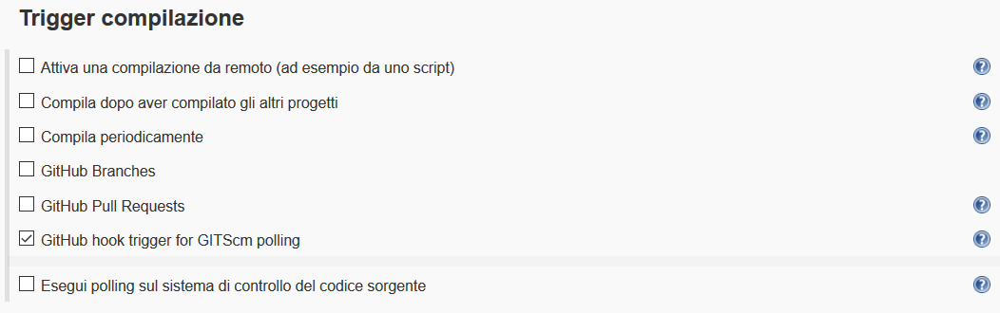 Trigger compilazione
Attiva una compilazione da remoto (ad esempio da uno script)
Compila dopo aver compilato gli altri progetti
Compila periodicamente
GitHub Branches
GitHub Pull Requests
GitHub hook trigger for GITScm polling
Esegui polling sul sistema di controllo del codice sorgente